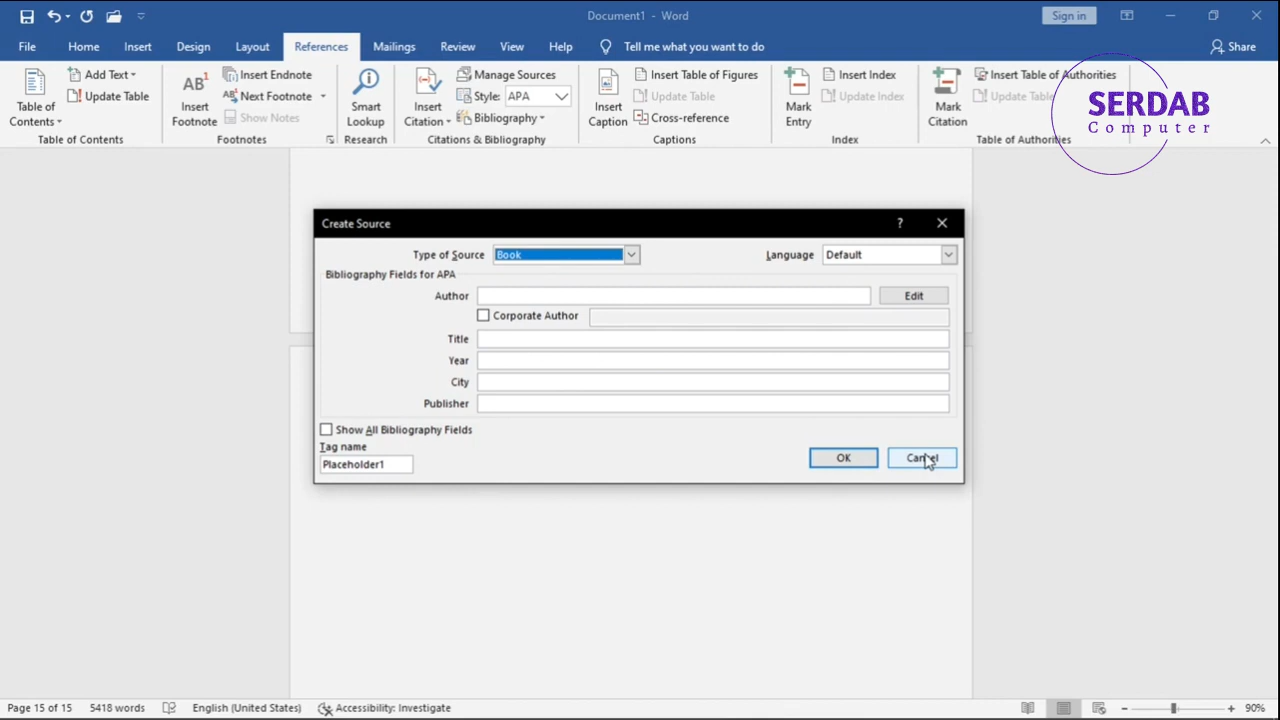 Document1 - Word
Sign in
File Home Insert Design Layout References Mailings Review View Help Tell me what you want to do Share
Table of Contents
Add Text
Update Table
Table of Contents
AB1
Insert Footnote
Insert Endnote
AB Next Footnote
Show Notes
Footnotes
Smart Lookup
Research
Insert Citation
Manage Sources
Style: APA
Bibliography
Citations & Bibliography
Insert Caption
Insert Table of Figures
Update Table
Cross-reference
Captions
Mark Entry
Insert Index
Update Index
Index
Mark Citation
Insert Table of Authorities
Update Table
Table of Authorities
SERDAB
Computer
Create Source
?
Type of Source Book
Language Default
Bibliography Fields for APA
Author
Edit
Corporate Author
Title
Year
City
Publisher
Show All Bibliography Fields
Tag name
Placeholder1
OK
Cancel
Page 15 of 15 5418 words English (United States) Accessibility: Investigate 90%